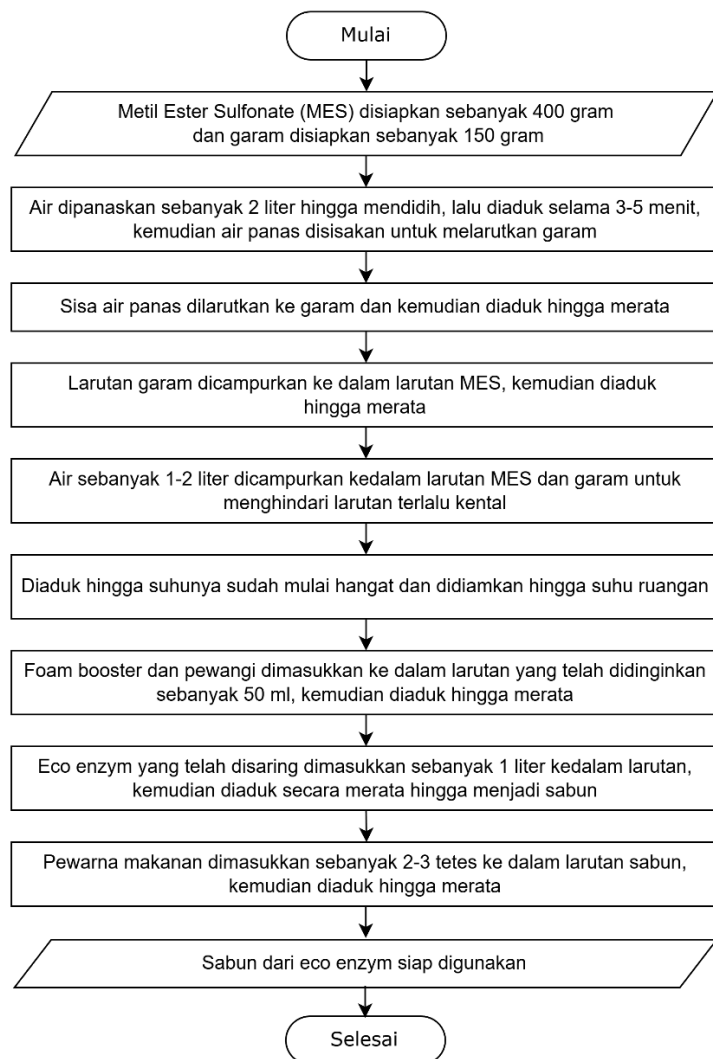 Mulai
Metil Ester Sulfonate (MES) disiapkan sebanyak 400 gram
dan garam disiapkan sebanyak 150 gram
Air dipanaskan sebanyak 2 liter hingga mendidih, lalu diaduk selama 3-5 menit,
kemudian air panas disisakan untuk melarutkan garam
Sisa air panas dilarutkan ke garam dan kemudian diaduk hingga merata
Larutan garam dicampurkan ke dalam larutan MES, kemudian diaduk
hingga merata
Air sebanyak 1-2 liter dicampurkan kedalam larutan MES dan garam untuk
menghindari larutan terlalu kental
Diaduk hingga suhunya sudah mulai hangat dan didiamkan hingga suhu ruangan
Foam booster dan pewangi dimasukkan ke dalam larutan yang telah didinginkan
sebanyak 50 ml, kemudian diaduk hingga merata
Eco enzym yang telah disaring dimasukkan sebanyak 1 liter kedalam larutan,
kemudian diaduk secara merata hingga menjadi sabun
Pewarna makanan dimasukkan sebanyak 2-3 tetes ke dalam larutan sabun,
kemudian diaduk hingga merata
Sabun dari eco enzym siap digunakan
Selesai